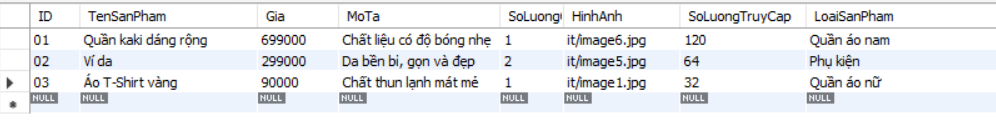 ID TenSanPham Gia MoTa SoLuong HinhAnh SoLuongTruyCap LoaiSanPham
01 Quần kaki dáng rộng 699000 Chất liệu có độ bóng nhẹ 1 it/image6.jpg 120 Quần áo nam
02 Ví da 299000 Da bền bỉ, gọn và đẹp 2 it/image5.jpg 64 Phụ kiện
03 Áo T-Shirt vàng 90000 Chất thun lạnh mát mẻ 1 it/image1.jpg 32 Quần áo nữ
NULL NULL NULL NULL NULL NULL NULL NULL